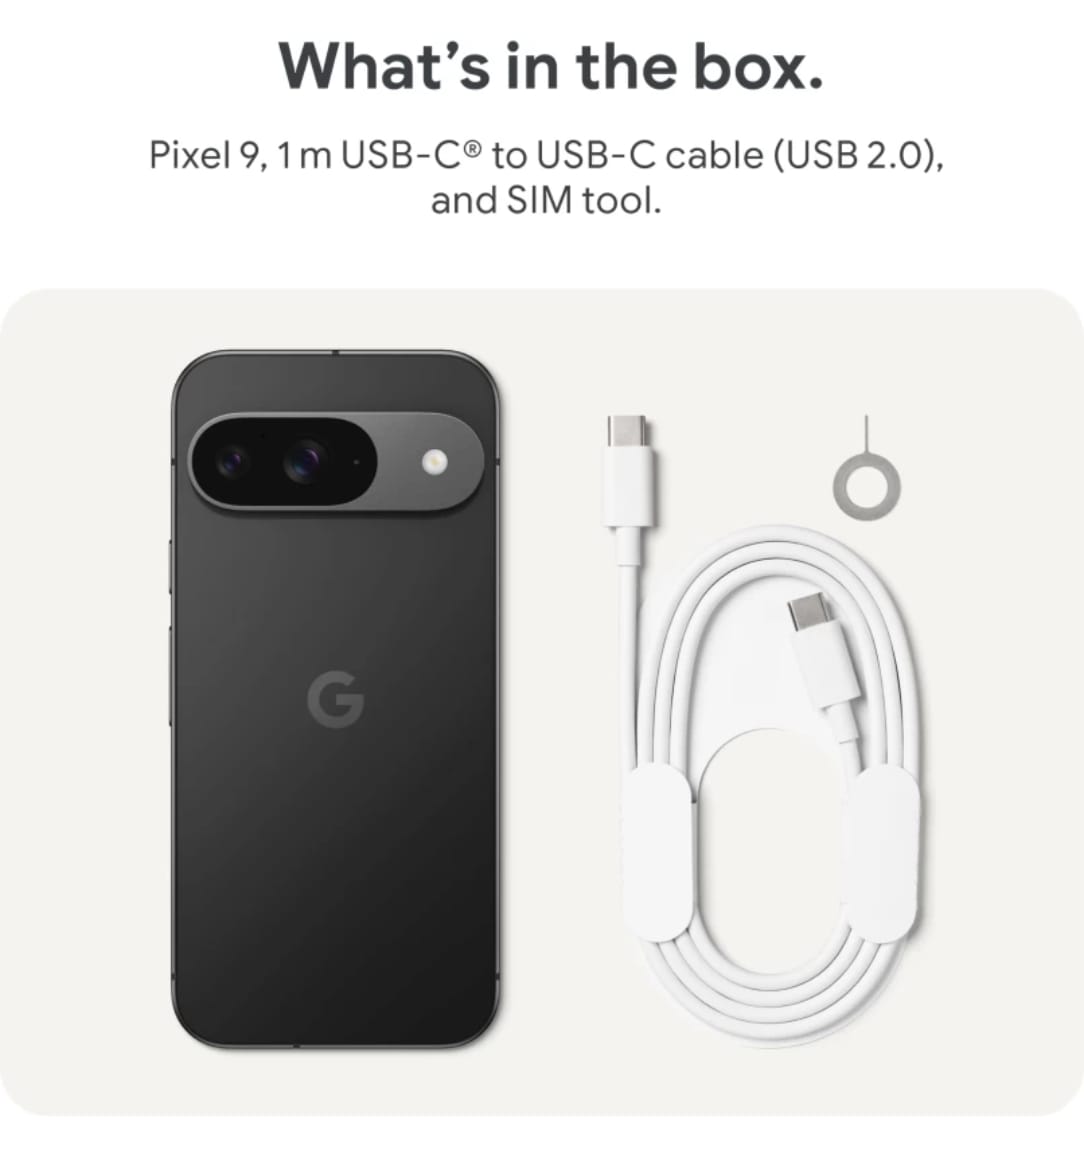 What's in the box.
Pixel 9, 1 m USB-C® to USB-C cable (USB 2.0),
and SIM tool.
G